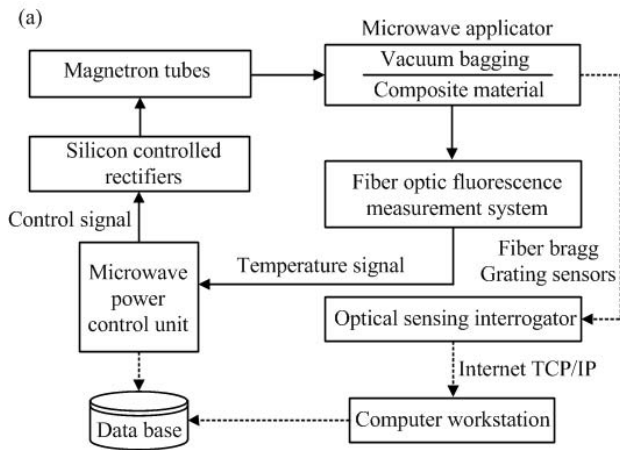 (a)
Microwave applicator
Magnetron tubes
Vacuum bagging
Composite material
Silicon controlled
rectifiers
Fiber optic fluorescence
measurement system
Control signal
Fiber bragg
Grating sensors
Temperature signal
Microwave
power
control unit
Optical sensing interrogator
Internet TCP/IP
Data base
Computer workstation